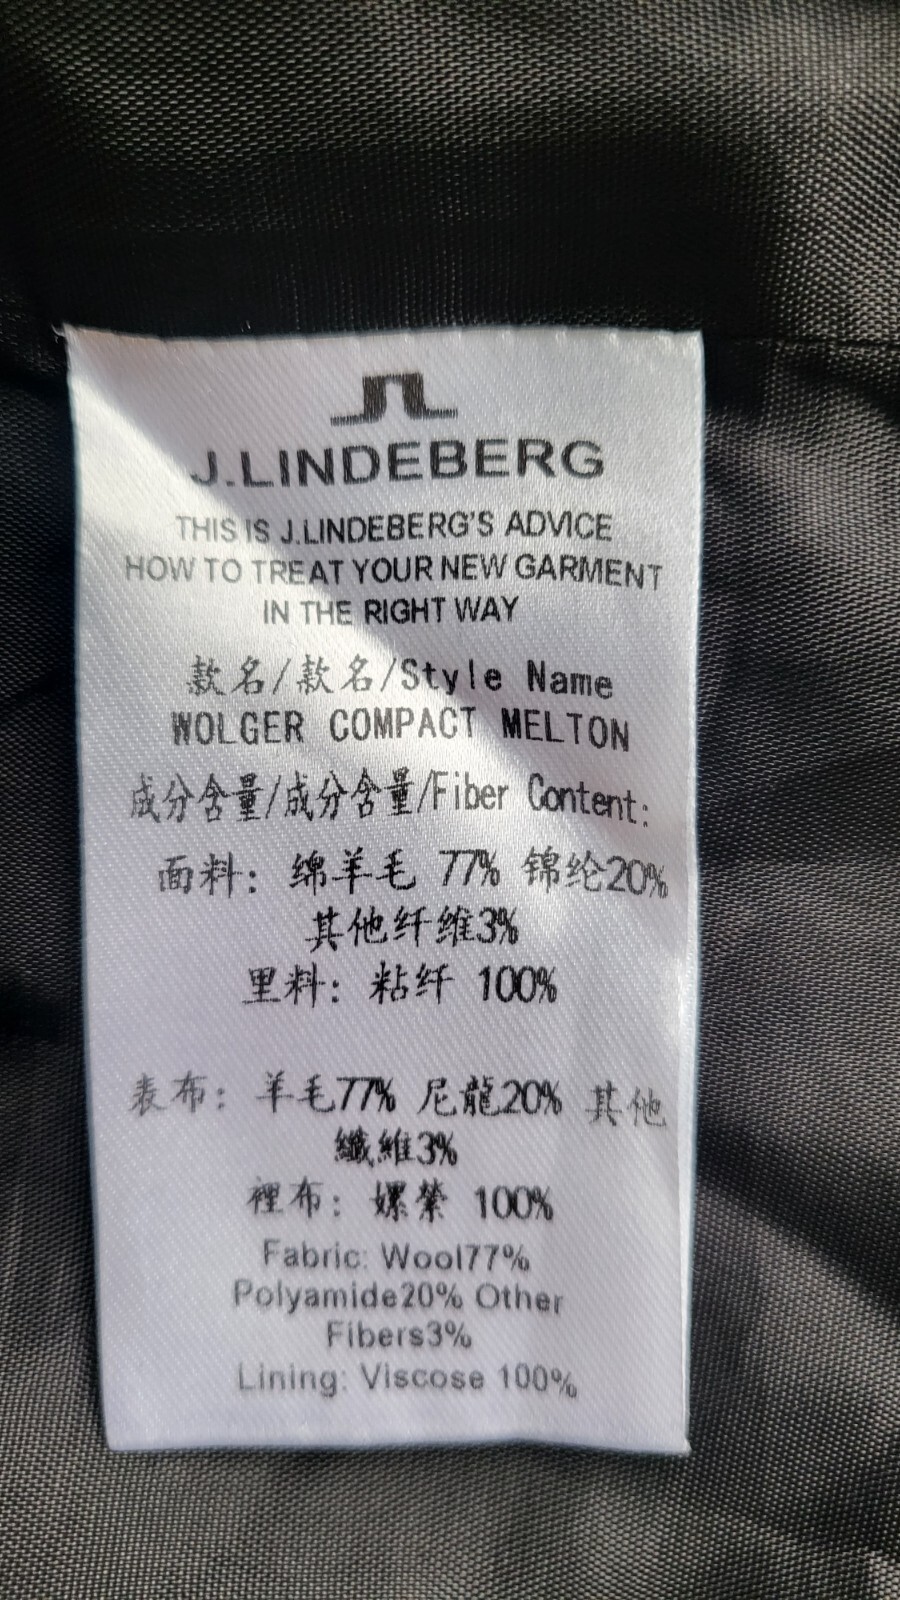 J.LINDEBERG
THIS IS J.LINDEBERG'S ADVICE
HOW TO TREAT YOUR NEW GARMENT
IN THE RIGHT WAY
款名/款名/Style Name
WOLGER COMPACT MELTON
成分含量/成分含量/Fiber Content:
面料: 绵羊毛 77% 锦纶20%
其他纤维3%
里料: 粘纤 100%
表布: 羊毛77% 尼龍20% 其他
纖維3%
裡布: 嫘縈 100%
Fabric: Wool77%
Polyamide20% Other
Fibers3%
Lining: Viscose 100%